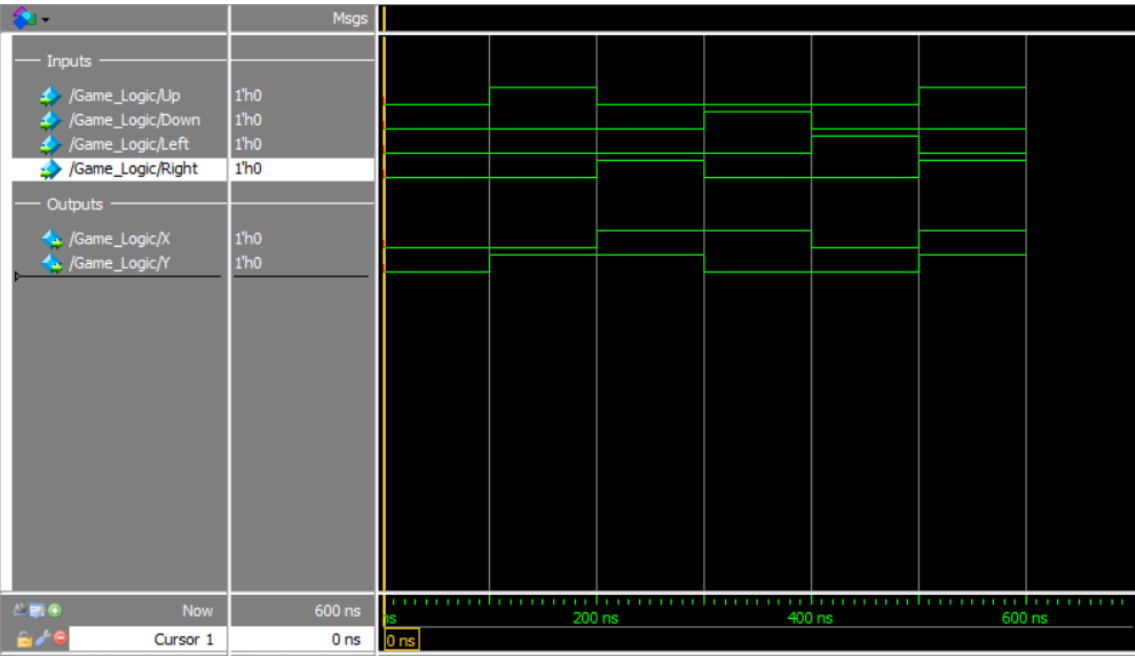 Msgs
Inputs
/Game_Logic/Up 1'h0
/Game_Logic/Down 1'h0
/Game_Logic/Left 1'h0
/Game_Logic/Right 1'h0
Outputs
/Game_Logic/X 1'h0
/Game_Logic/Y 1'h0
Now 600 ns ns 200 ns 400 ns 600 ns
Cursor 1 0 ns 0 ns